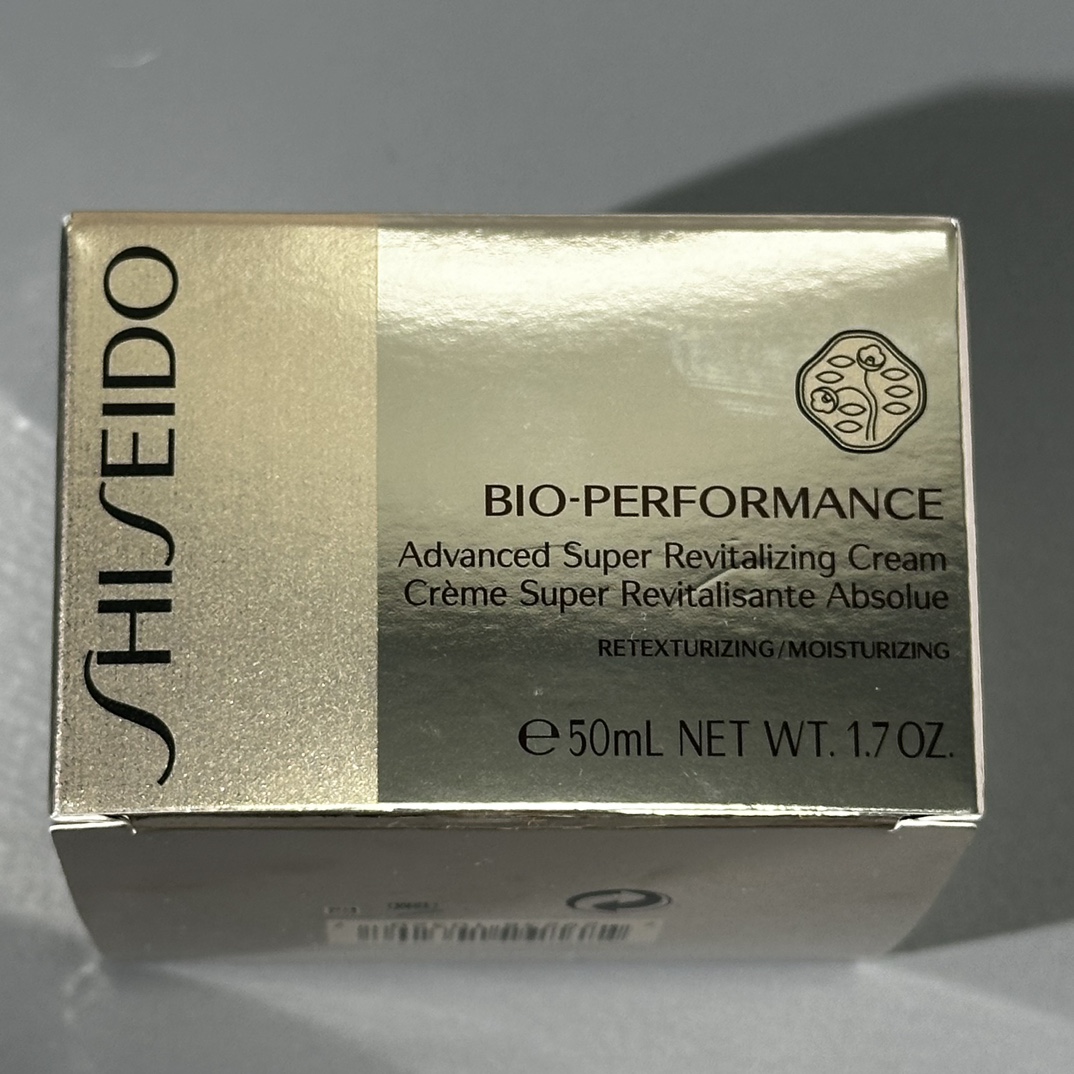 SHISEIDO
BIO-PERFORMANCE
Advanced Super Revitalizing Cream
Crème Super Revitalisante Absolue
RETEXTURIZING/MOISTURIZING
℮50mL NET WT. 1.7 OZ.